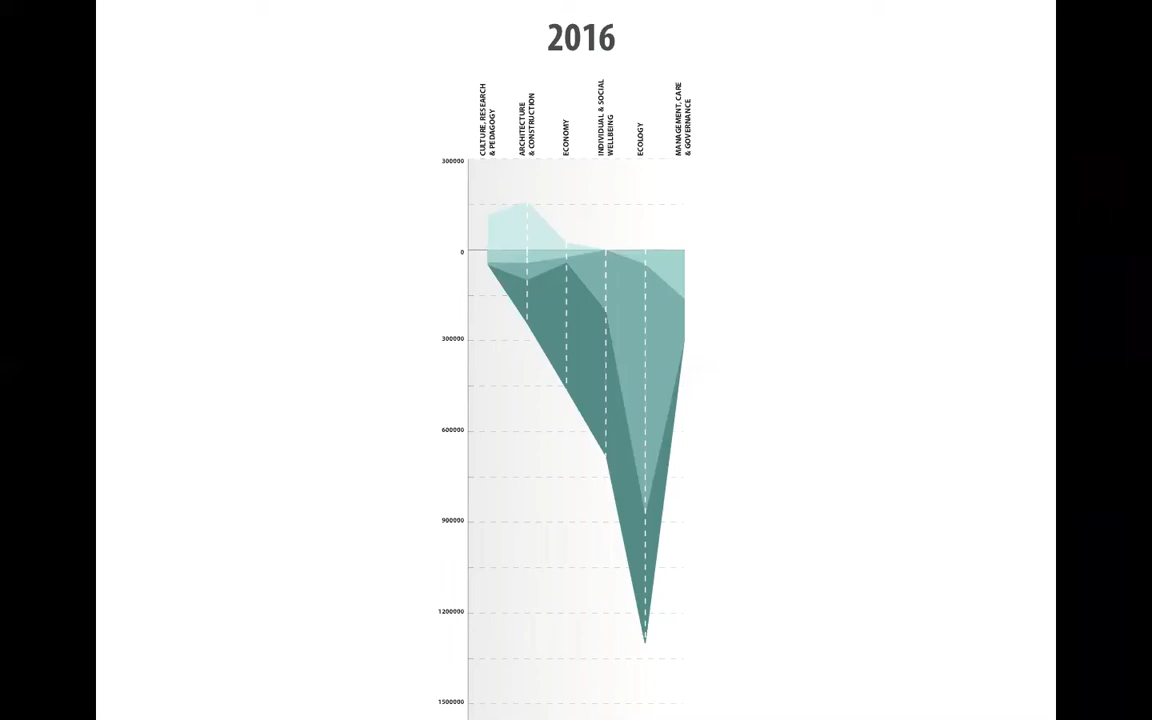 2016
CULTURE, RESEARCH
& PEDAGOGY
ARCHITECTURE
& CONSTRUCTION
ECONOMY
INDIVIDUAL & SOCIAL
WELLBEING
ECOLOGY
MANAGEMENT, CARE
& GOVERNANCE
300000
0
300000
600000
900000
1200000
1500000